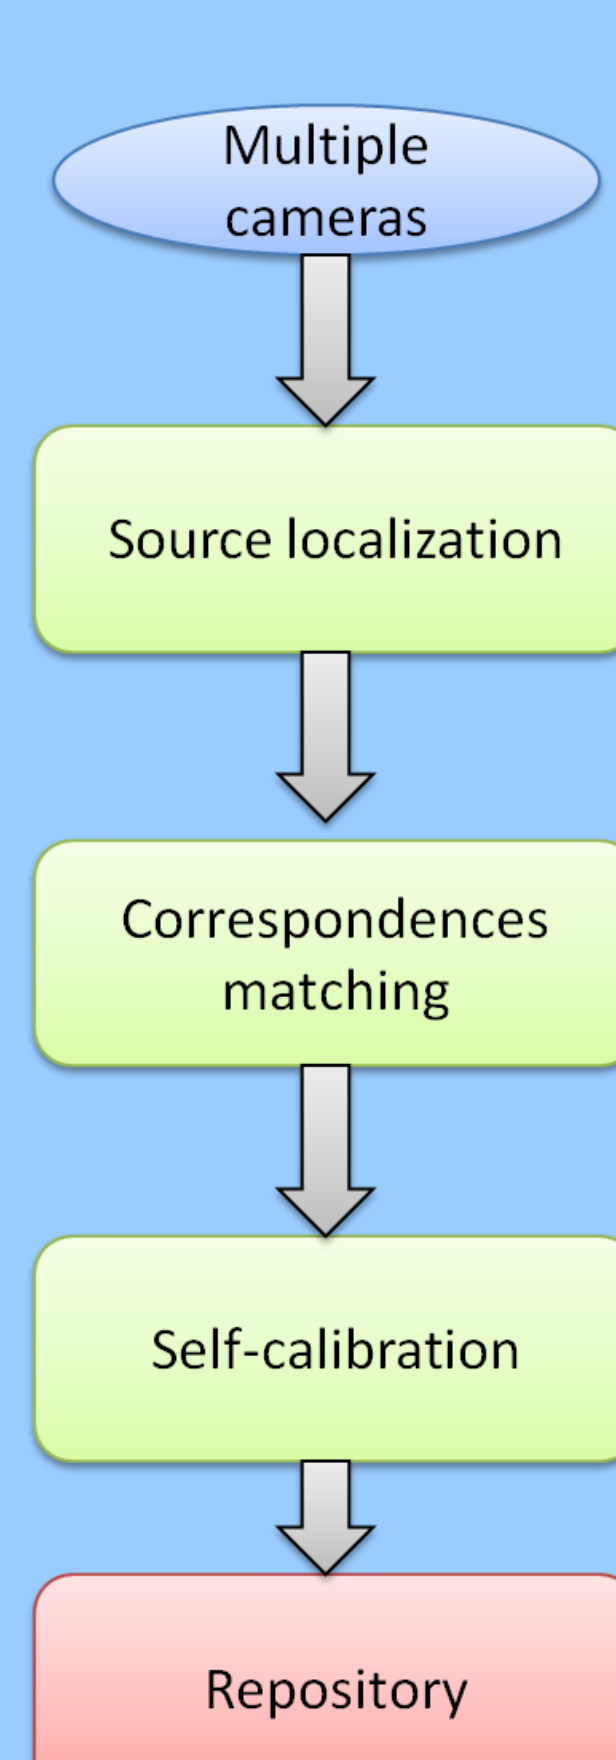 Multiple
cameras
Source localization
Correspondences
matching
Self-calibration
Repository